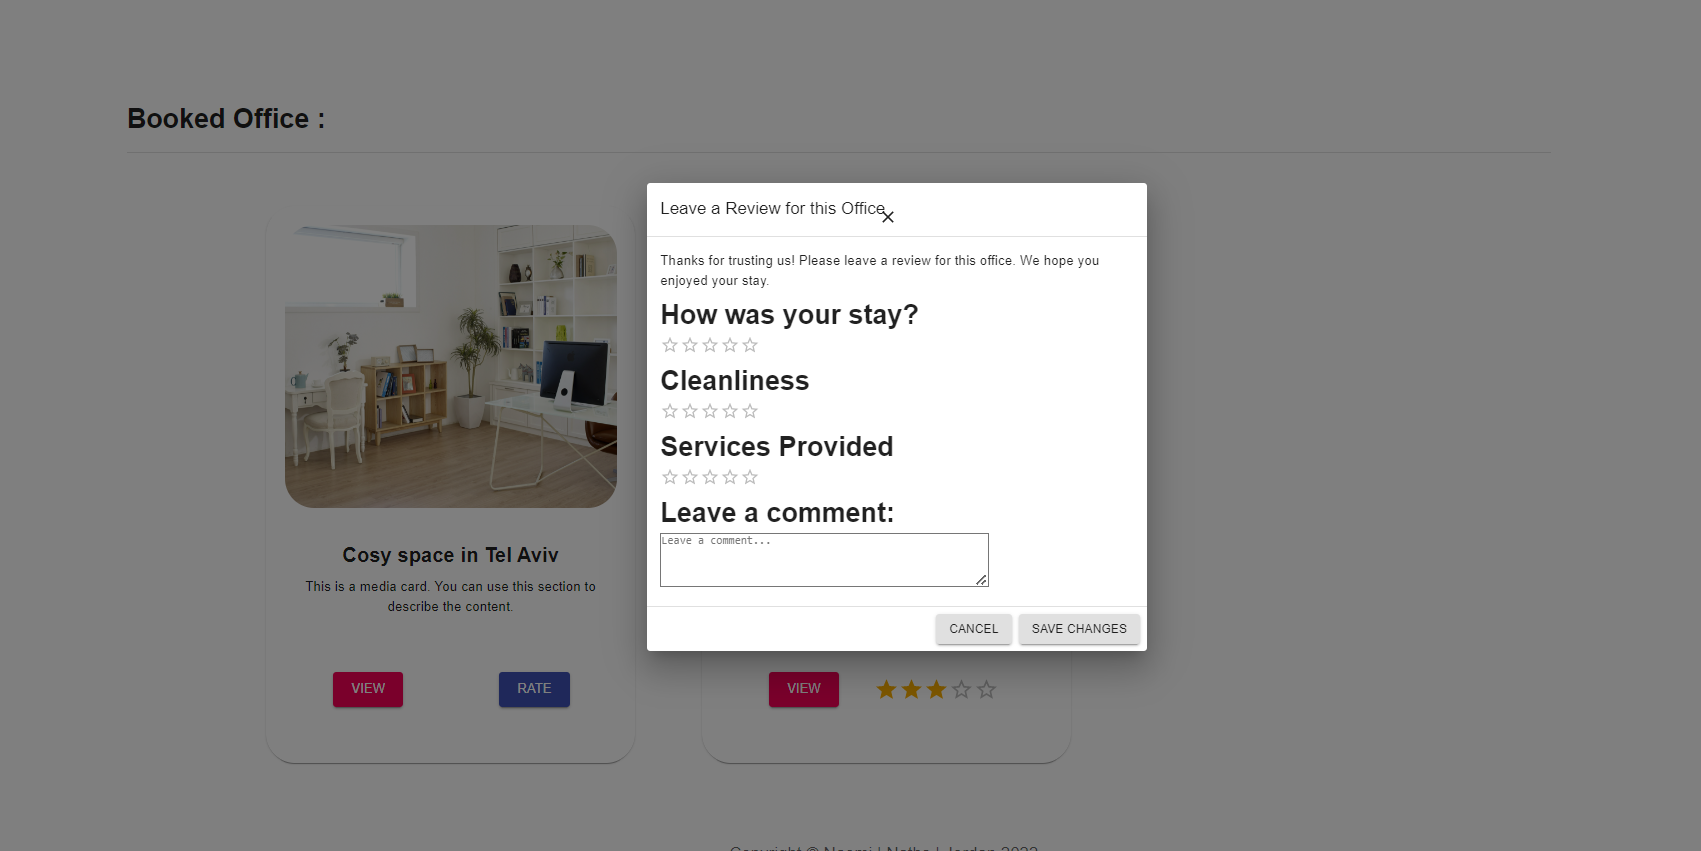 Booked Office :
Leave a Review for this Office
Thanks for trusting us! Please leave a review for this office. We hope you
enjoyed your stay.
How was your stay?
Cleanliness
Services Provided
Leave a comment:
Leave a comment...
CANCEL
SAVE CHANGES
Cosy space in Tel Aviv
This is a media card. You can use this section to
describe the content.
VIEW
RATE
VIEW